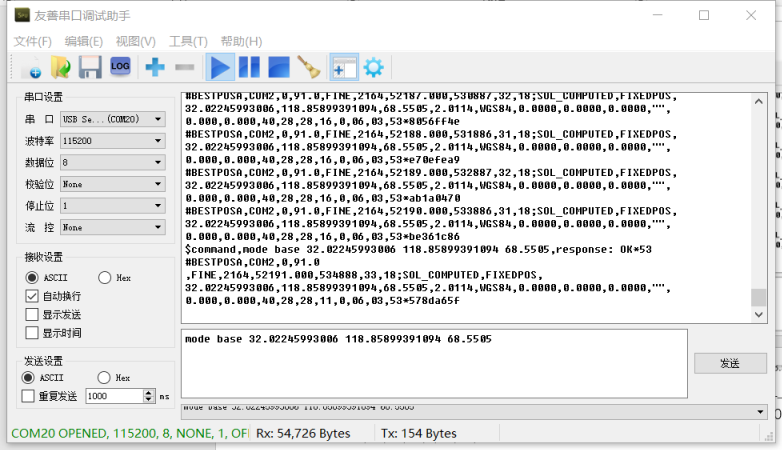 友善串口调试助手
文件(F) 编辑(E) 视图(V) 工具(T) 帮助(H)
LOG
串口设置
串 口 USB Se...(COM20)
波特率 115200
数据位 8
校验位 None
停止位 1
流 控 None
接收设置
ASCII Hex
自动换行
显示发送
显示时间
发送设置
ASCII Hex
重复发送 1000 ms
#BESTPOSA,COM2,0,91.0,FINE,2164,52187.000,530887,32,18;SOL_COMPUTED,FIXEDPOS,
32.02245993006,118.85899391094,68.5505,2.0114,WGS84,0.0000,0.0000,0.0000,"",
0.000,0.000,40,28,28,16,0,06,03,53*8056ff4e
#BESTPOSA,COM2,0,91.0,FINE,2164,52188.000,531886,31,18;SOL_COMPUTED,FIXEDPOS,
32.02245993006,118.85899391094,68.5505,2.0114,WGS84,0.0000,0.0000,0.0000,"",
0.000,0.000,40,28,28,16,0,06,03,53*e70efea9
#BESTPOSA,COM2,0,91.0,FINE,2164,52189.000,532887,32,18;SOL_COMPUTED,FIXEDPOS,
32.02245993006,118.85899391094,68.5505,2.0114,WGS84,0.0000,0.0000,0.0000,"",
0.000,0.000,40,28,28,16,0,06,03,53*ab1a0470
#BESTPOSA,COM2,0,91.0,FINE,2164,52190.000,533886,31,18;SOL_COMPUTED,FIXEDPOS,
32.02245993006,118.85899391094,68.5505,2.0114,WGS84,0.0000,0.0000,0.0000,"",
0.000,0.000,40,28,28,16,0,06,03,53*be361c86
$command,mode base 32.02245993006 118.85899391094 68.5505,response: OK*53
#BESTPOSA,COM2,0,91.0
,FINE,2164,52191.000,534888,33,18;SOL_COMPUTED,FIXEDPOS,
32.02245993006,118.85899391094,68.5505,2.0114,WGS84,0.0000,0.0000,0.0000,"",
0.000,0.000,40,28,28,11,0,06,03,53*578da65f
mode base 32.02245993006 118.85899391094 68.5505
发送
mode base 32.02245993006 118.85899391094 68.5505
COM20 OPENED, 115200, 8, NONE, 1, OF Rx: 54,726 Bytes Tx: 154 Bytes